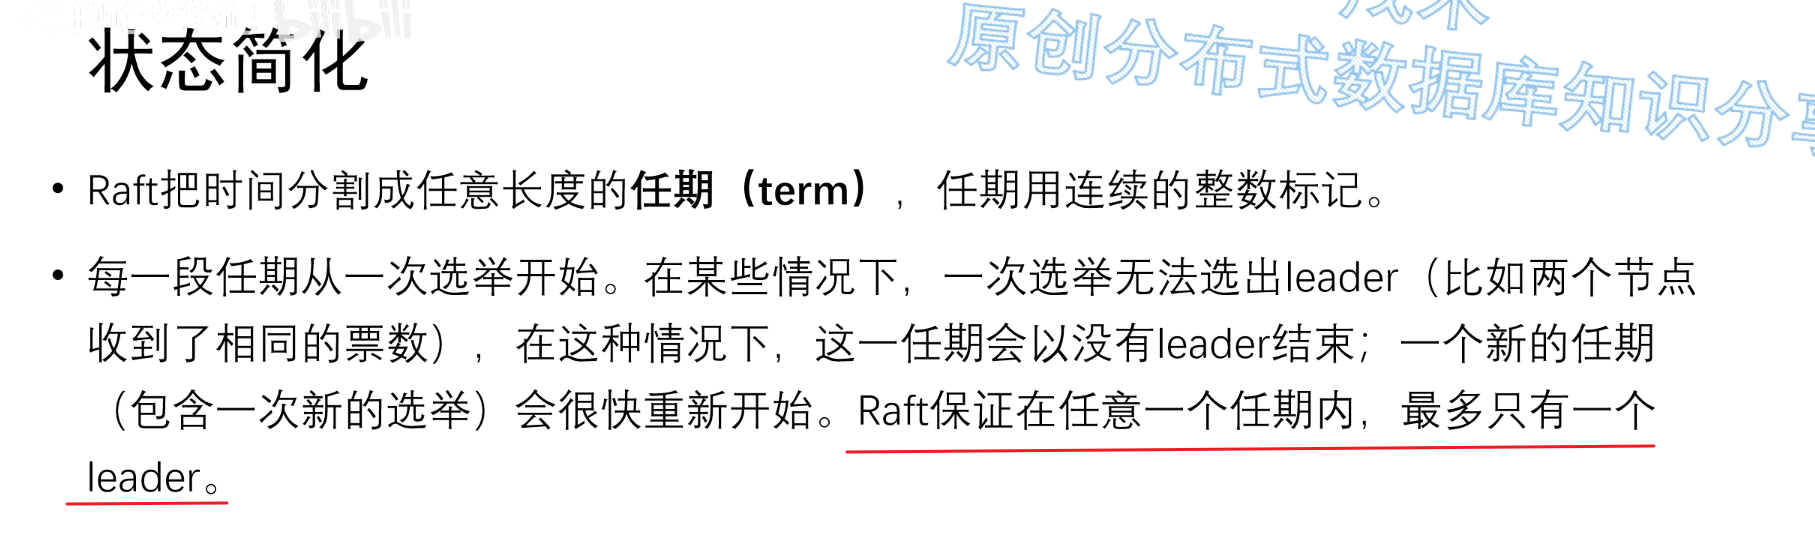 bilibili
原创分布式数据库知识分享
状态简化
• Raft把时间分割成任意长度的任期（term），任期用连续的整数标记。
• 每一段任期从一次选举开始。在某些情况下，一次选举无法选出leader（比如两个节点
收到了相同的票数），在这种情况下，这一任期会以没有leader结束；一个新的任期
（包含一次新的选举）会很快重新开始。Raft保证在任意一个任期内，最多只有一个
leader。